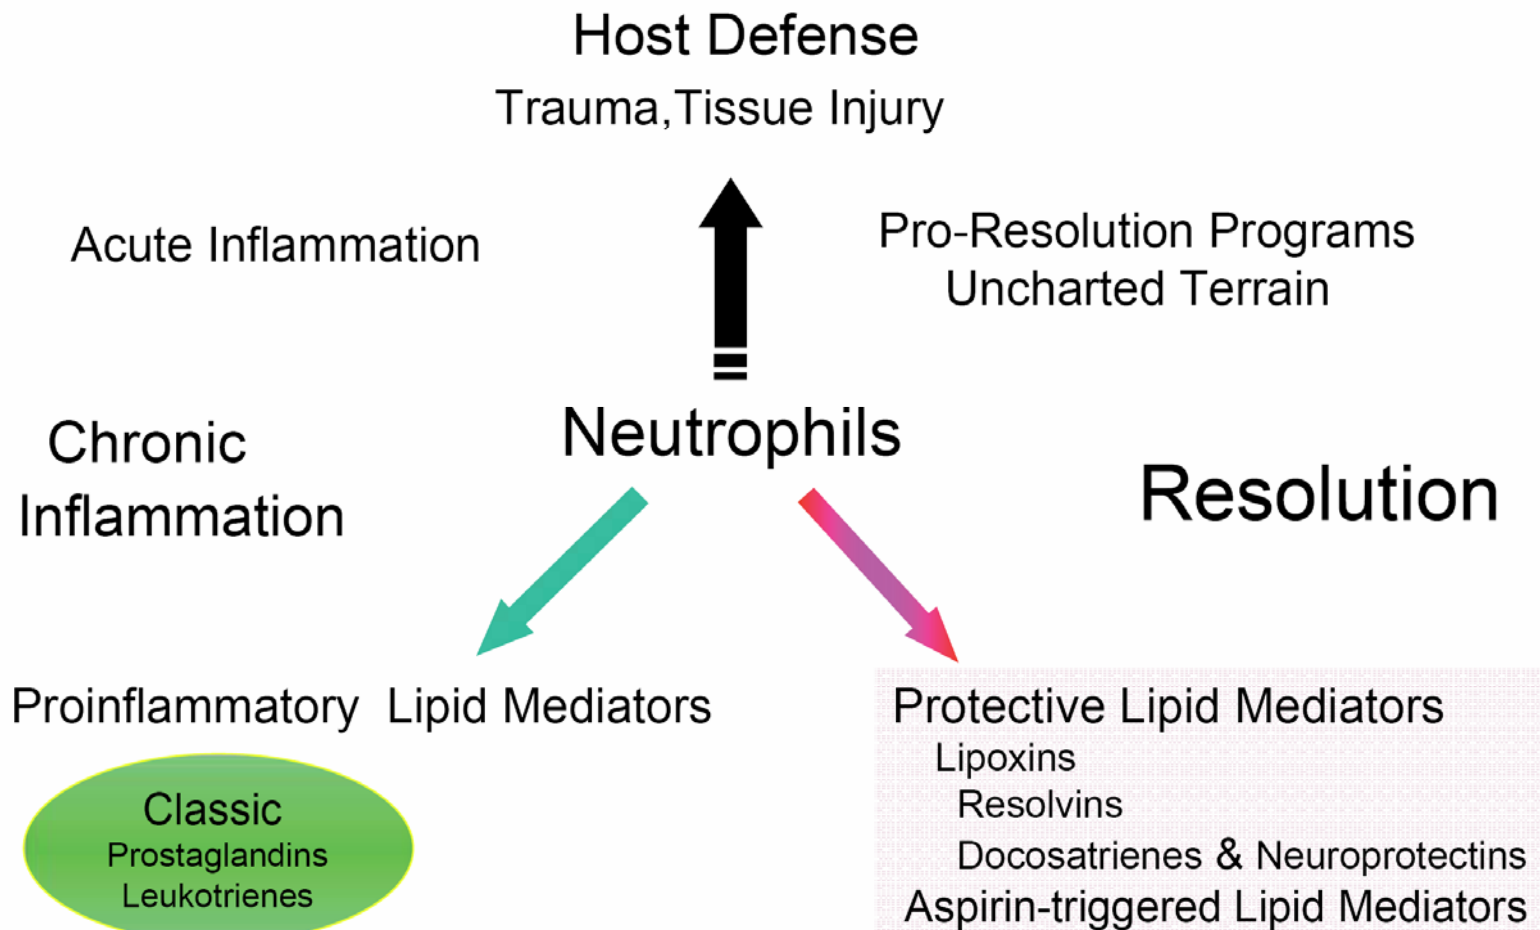 Host Defense
Trauma,Tissue Injury
Acute Inflammation
Pro-Resolution Programs
Uncharted Terrain
Neutrophils
Chronic
Inflammation
Resolution
Proinflammatory Lipid Mediators
Classic
Prostaglandins
Leukotrienes
Protective Lipid Mediators
Lipoxins
Resolvins
Docosatrienes & Neuroprotectins
Aspirin-triggered Lipid Mediators